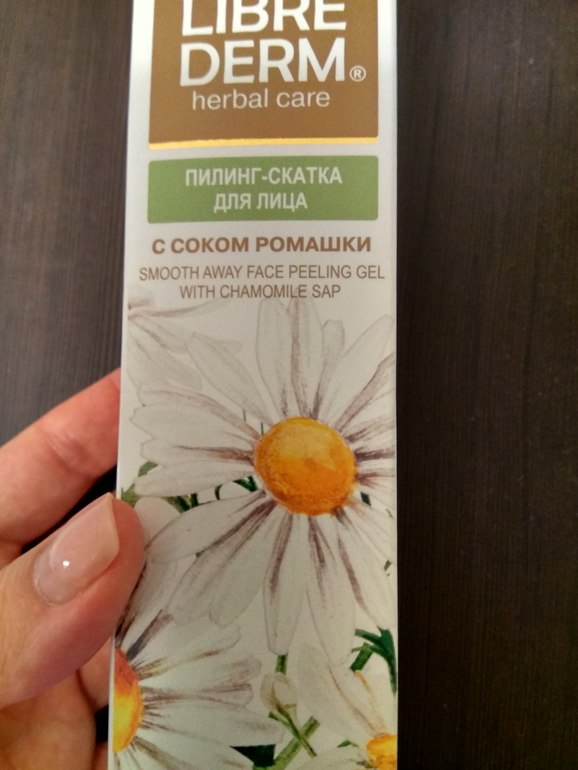 LIBRE
DERM®
herbal care
ПИЛИНГ-СКАТКА
ДЛЯ ЛИЦА
С СОКОМ РОМАШКИ
SMOOTH AWAY FACE PEELING GEL
WITH CHAMOMILE SAP